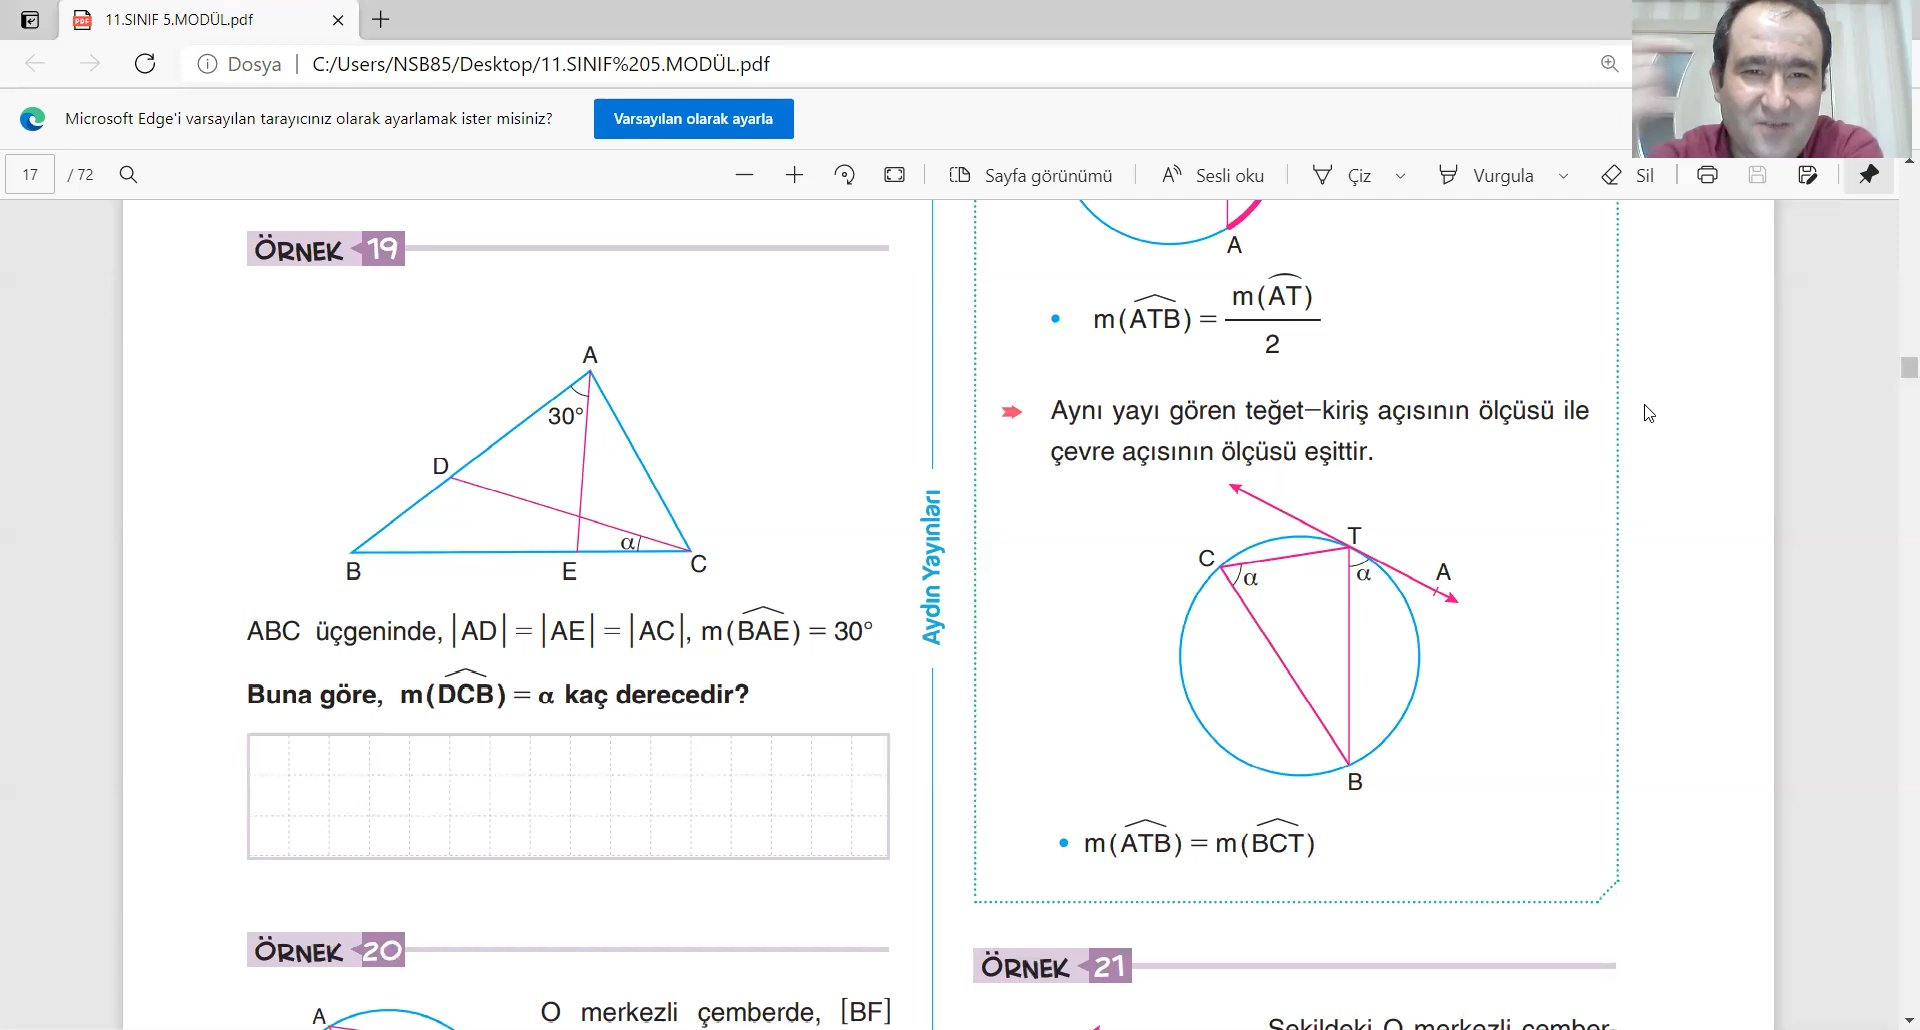 11.SINIF 5.MODÜL.pdf
Dosya | C:/Users/NSB85/Desktop/11.SINIF%205.MODÜL.pdf
Microsoft Edge'i varsayılan tarayıcınız olarak ayarlamak ister misiniz? Varsayılan olarak ayarla
17 / 72 Sayfa görünümü Sesli oku Çiz Vurgula Sil
ÖRNEK 19
A
30°
D
α
B E C
ABC üçgeninde, |AD| = |AE| = |AC|, m(BAE) = 30°
Buna göre, m(DCB) = α kaç derecedir?
ÖRNEK 20
A
O merkezli çemberde, [BF]
Aydın Yayınları
A
• m(ATB) = m(AT) / 2
Aynı yayı gören teğet–kiriş açısının ölçüsü ile
çevre açısının ölçüsü eşittir.
T
C α α A
B
• m(ATB) = m(BCT)
ÖRNEK 21
Şekildeki O merkezli çember-